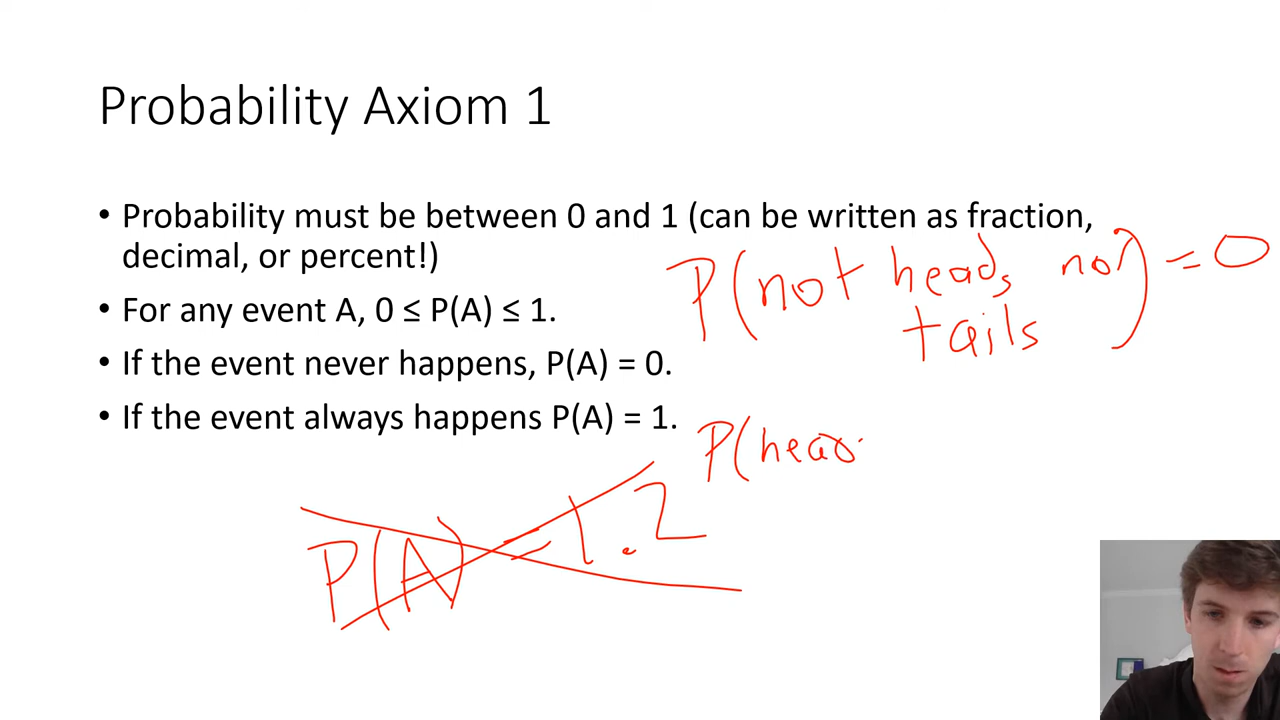 Probability Axiom 1
• Probability must be between 0 and 1 (can be written as fraction,
decimal, or percent!)
P(not heads nor
tails) = 0
• For any event A, 0 ≤ P(A) ≤ 1.
• If the event never happens, P(A) = 0.
• If the event always happens P(A) = 1.
P(head
P(A) = 1.2